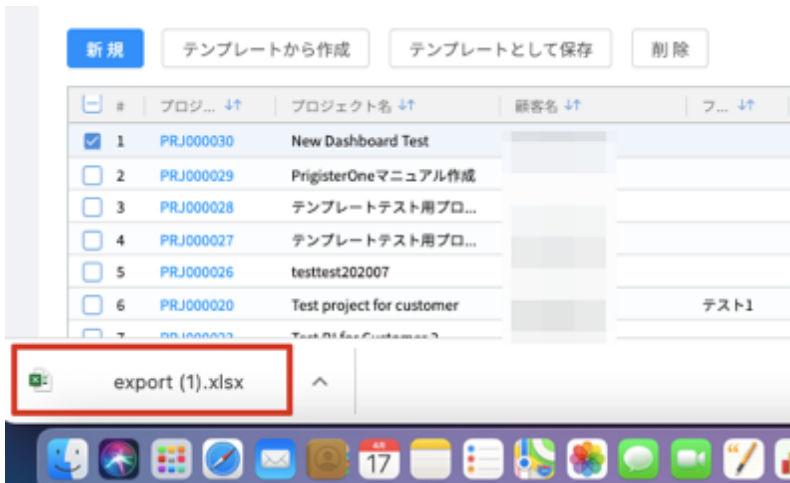 新規 テンプレートから作成 テンプレートとして保存 削除
# プロジ... プロジェクト名 顧客名 フ...
1 PRJ000030 New Dashboard Test
2 PRJ000029 PrigisterOneマニュアル作成
3 PRJ000028 テンプレートテスト用プロ...
4 PRJ000027 テンプレートテスト用プロ...
5 PRJ000026 testtest202007
6 PRJ000020 Test project for customer テスト1
export (1).xlsx
17